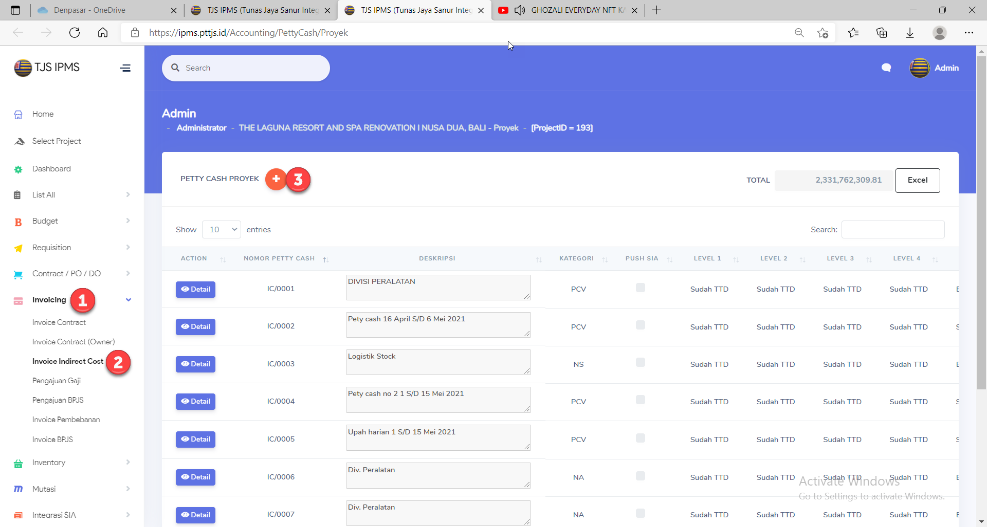 Denpasar - OneDrive
TJS IPMS (Tunas Jaya Sanur Integ
TJS IPMS (Tunas Jaya Sanur Integ
GHOZALI EVERYDAY NFT KA
https://ipms.pttjs.id/Accounting/PettyCash/Proyek
TJS IPMS
Search
Admin
Home
Select Project
Dashboard
List All
Budget
Requisition
Contract / PO / DO
Invoicing 1
Invoice Contract
Invoice Contract (Owner)
Invoice Indirect Cost 2
Pengajuan Gaji
Pengajuan BPJS
Invoice Pembebanan
Invoice BPJS
Inventory
Mutasi
Integrasi SIA
Admin
- Administrator - THE LAGUNA RESORT AND SPA RENOVATION I NUSA DUA, BALI - Proyek - [ProjectID = 193]
PETTY CASH PROYEK + 3
TOTAL 2,331,762,309.81 Excel
Show 10 entries
Search:
ACTION NOMOR PETTY CASH DESKRIPSI KATEGORI PUSH SIA LEVEL 1 LEVEL 2 LEVEL 3 LEVEL 4
Detail IC/0001 DIVISI PERALATAN PCV Sudah TTD Sudah TTD Sudah TTD Sudah TTD
Detail IC/0002 Pety cash 16 April S/D 6 Mei 2021 PCV Sudah TTD Sudah TTD Sudah TTD Sudah TTD
Detail IC/0003 Logistik Stock NS Sudah TTD Sudah TTD Sudah TTD Sudah TTD
Detail IC/0004 Pety cash no 2 1 S/D 15 Mei 2021 PCV Sudah TTD Sudah TTD Sudah TTD Sudah TTD
Detail IC/0005 Upah harian 1 S/D 15 Mei 2021 PCV Sudah TTD Sudah TTD Sudah TTD Sudah TTD
Detail IC/0006 Div. Peralatan NA Sudah TTD Sudah TTD Sudah TTD Sudah TTD
Detail IC/0007 Div. Peralatan NA Sudah TTD Sudah TTD Sudah TTD Sudah TTD
Activate Windows
Go to Settings to activate Windows.